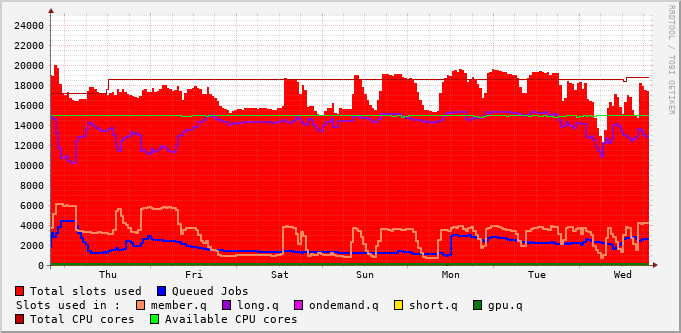 24000
22000
20000
18000
16000
14000
12000
10000
8000
6000
4000
2000
0
Thu Fri Sat Sun Mon Tue Wed
RRDTOOL / TOBI OETIKER
Total slots used Queued Jobs
Slots used in : member.q long.q ondemand.q short.q gpu.q
Total CPU cores Available CPU cores